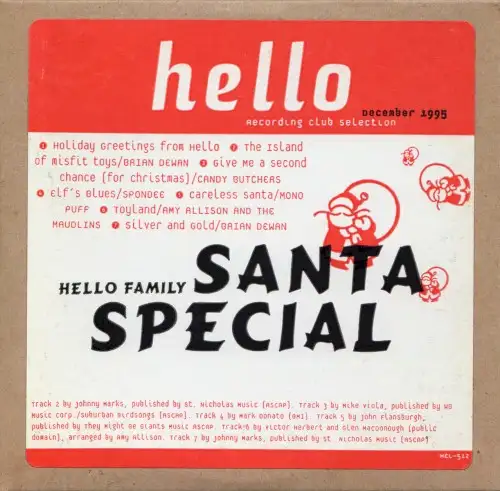 hello
December 1995
Recording club selection
1 Holiday Greetings from Hello 2 The Island
of Misfit Toys/BRIAN DEWAN 3 Give Me a Second
Chance (for Christmas)/CANDY BUTCHERS
4 Elf's Blues/SPONDEE 5 Careless Santa/MONO
PUFF 6 Toyland/AMY ALLISON AND THE
MAUDLINS 7 Silver and Gold/BRIAN DEWAN
HELLO FAMILY SANTA
SPECIAL
Track 2 by Johnny Marks, published by St. Nicholas Music (ASCAP). Track 3 by Mike Viola, published by WB
Music Corp./Suburban Birdsongs (ASCAP). Track 4 by Mark Donato (BMI). Track 5 by John Flansburgh,
published by They Might Be Giants Music ASCAP. Track 6 by Victor Herbert and Glen MacDonough (public
domain), arranged by Amy Allison. Track 7 by Johnny Marks, published by St. Nicholas Music (ASCAP)
HEL-512